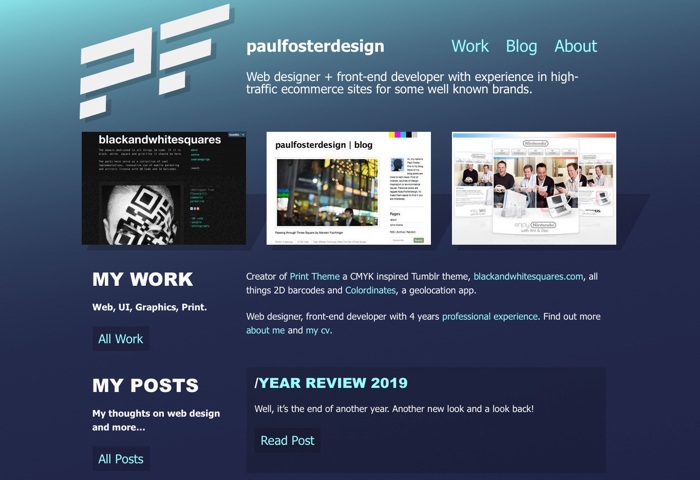 PF
paulfosterdesign
Work
Blog
About
Web designer + front-end developer with experience in high-
traffic ecommerce sites for some well known brands.
blackandwhitesquares
paulfosterdesign | blog
Pages
Nintendo
enjoy Nintendo
MY WORK
Web, UI, Graphics, Print.
All Work
Creator of Print Theme a CMYK inspired Tumblr theme, blackandwhitesquares.com, all
things 2D barcodes and Colordinates, a geolocation app.
Web designer, front-end developer with 4 years professional experience. Find out more
about me and my cv.
MY POSTS
My thoughts on web design
and more...
All Posts
/YEAR REVIEW 2019
Well, it's the end of another year. Another new look and a look back!
Read Post